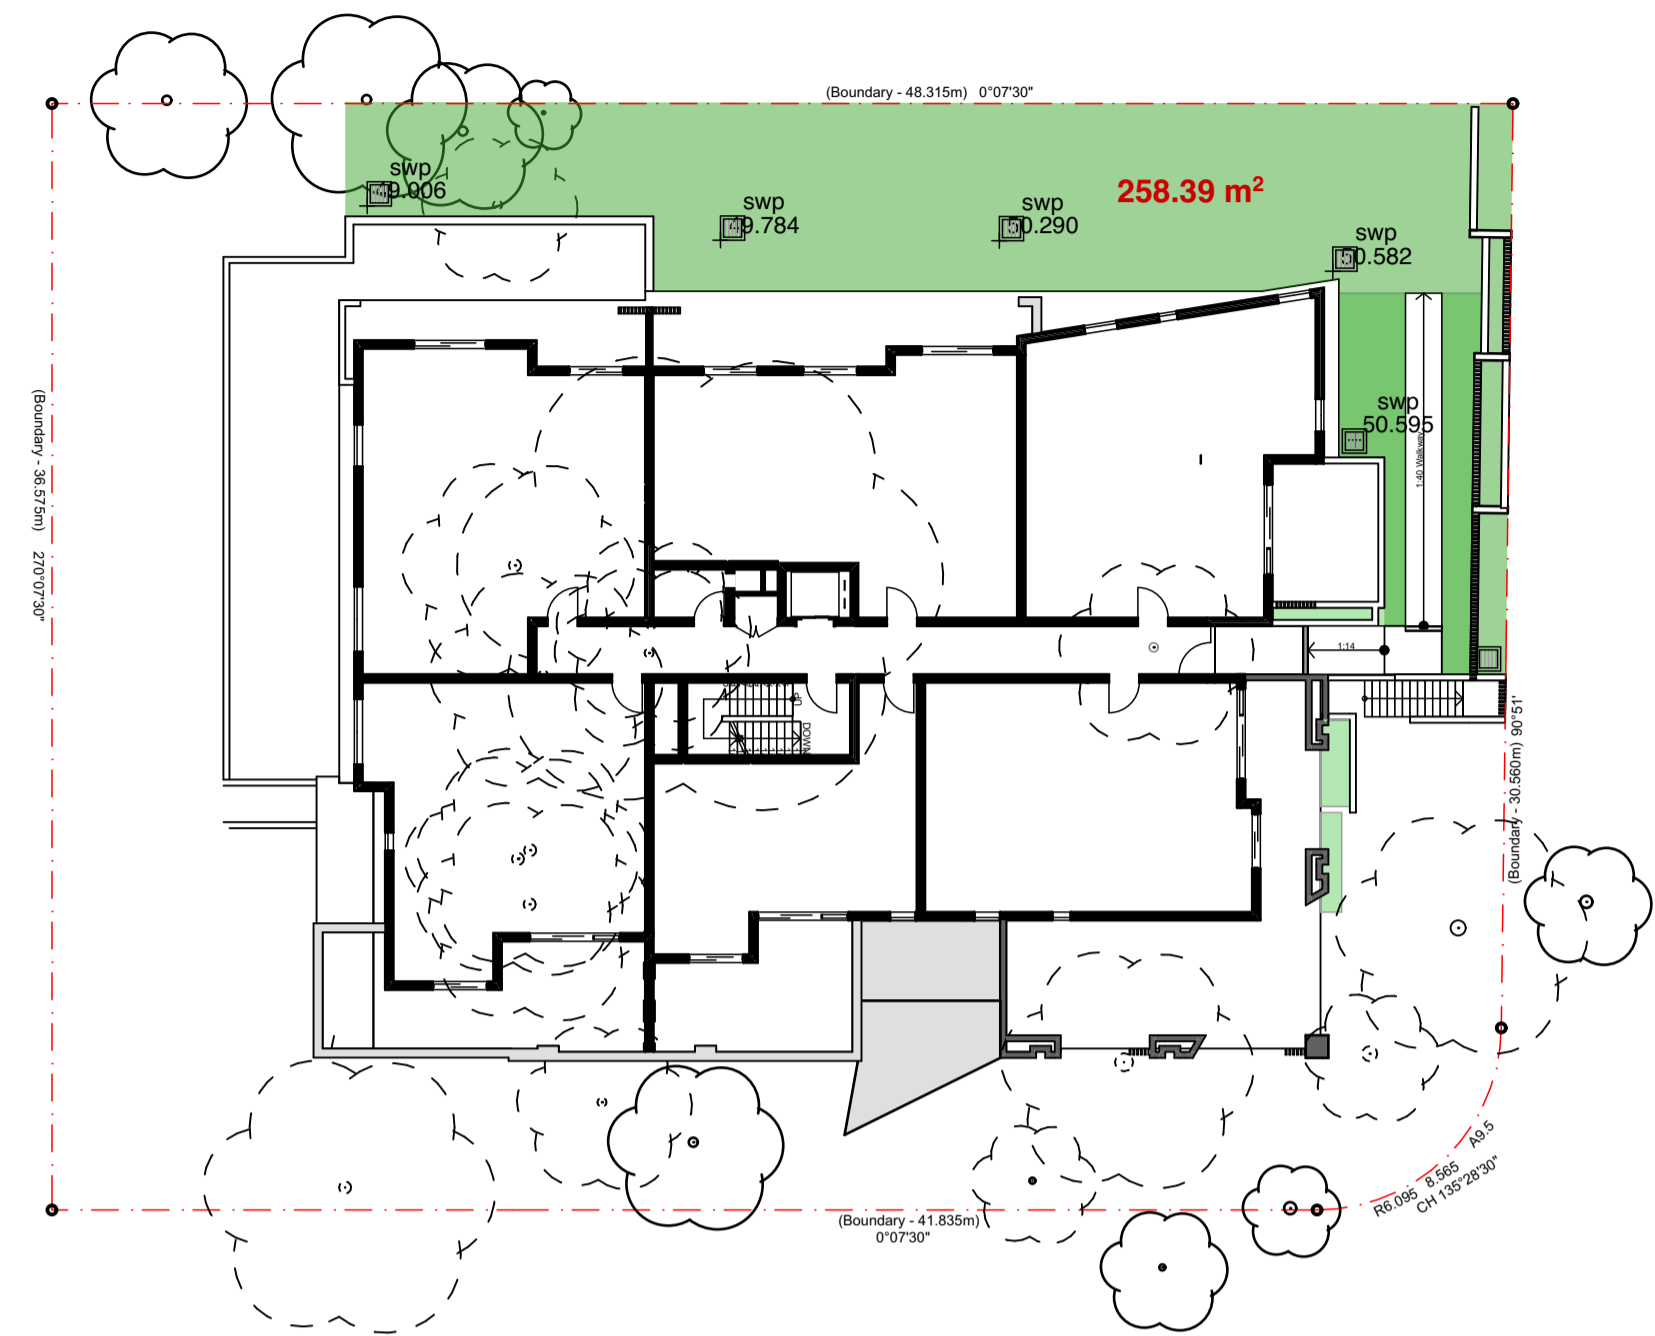 (Boundary - 48.315m) 0°07'30"
258.39 m²
swp
49.006
swp
49.784
swp
50.290
swp
50.582
swp
50.595
1:40 Walkway
(Boundary - 36.575m) 270°07'30"
1:14
UP
DOWN
(Boundary - 30.560m) 90°51'
R6.095 8.565 A9.5
CH 135°28'30"
(Boundary - 41.835m)
0°07'30"